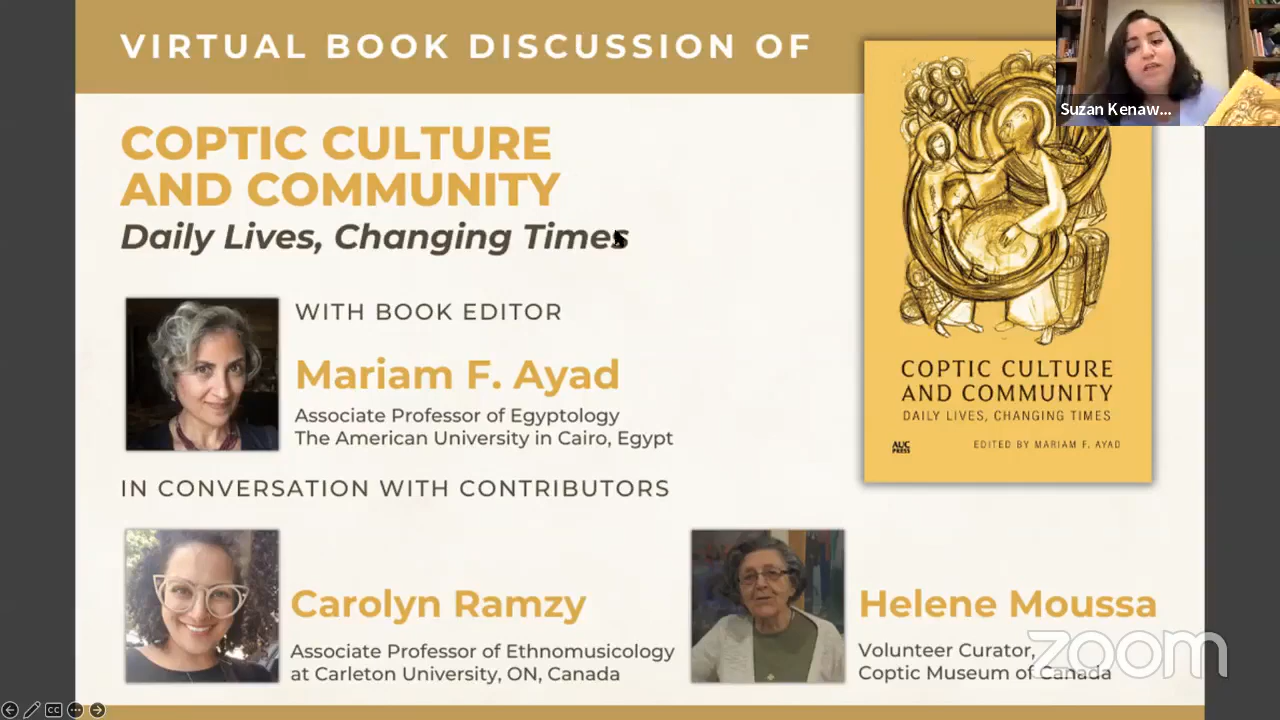 VIRTUAL BOOK DISCUSSION OF
Suzan Kenaw...
COPTIC CULTURE
AND COMMUNITY
Daily Lives, Changing Times
WITH BOOK EDITOR
Mariam F. Ayad
Associate Professor of Egyptology
The American University in Cairo, Egypt
COPTIC CULTURE
AND COMMUNITY
DAILY LIVES, CHANGING TIMES
AUC
PRESS
EDITED BY MARIAM F. AYAD
IN CONVERSATION WITH CONTRIBUTORS
Carolyn Ramzy
Associate Professor of Ethnomusicology
at Carleton University, ON, Canada
Helene Moussa
Volunteer Curator,
Coptic Museum of Canada
zoom
CC